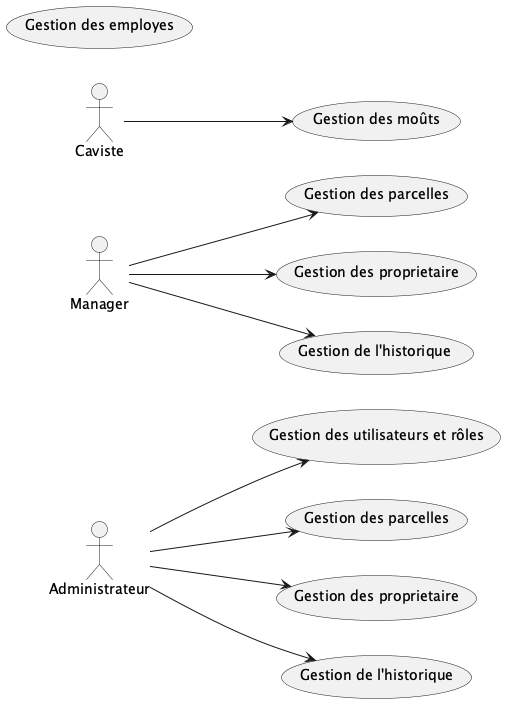 Gestion des employes
Gestion des moûts
Caviste
Gestion des parcelles
Gestion des proprietaire
Manager
Gestion de l'historique
Gestion des utilisateurs et rôles
Gestion des parcelles
Administrateur
Gestion des proprietaire
Gestion de l'historique